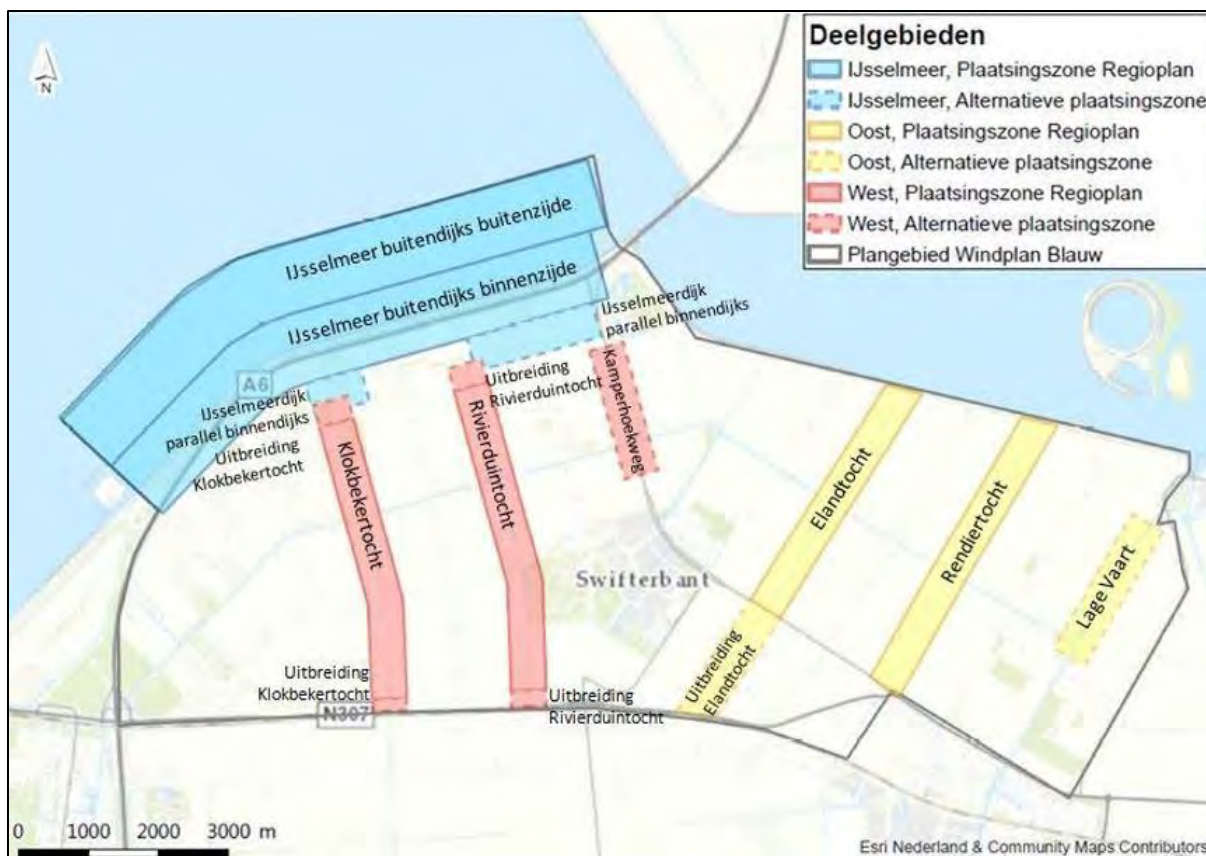 Deelgebieden
IJsselmeer, Plaatsingszone Regioplan
IJsselmeer, Alternatieve plaatsingszone
Oost, Plaatsingszone Regioplan
Oost, Alternatieve plaatsingszone
West, Plaatsingszone Regioplan
West, Alternatieve plaatsingszone
Plangebied Windplan Blauw
N
IJsselmeer buitendijks buitenzijde
IJsselmeer buitendijks binnenzijde
IJsselmeerdijk
parallel binnendijks
A6
IJsselmeerdijk
parallel binnendijks
Uitbreiding
Klokbekertocht
Uitbreiding
Rivierduintocht
Kamperhoekweg
Klokbekertocht
Rivierduintocht
Elandtocht
Rendiertocht
Lage Vaart
Swifterbant
Uitbreiding
Elandtocht
Uitbreiding
Klokbekertocht
Uitbreiding
Rivierduintocht
N307
0 1000 2000 3000 m
Esri Nederland & Community Maps Contributors